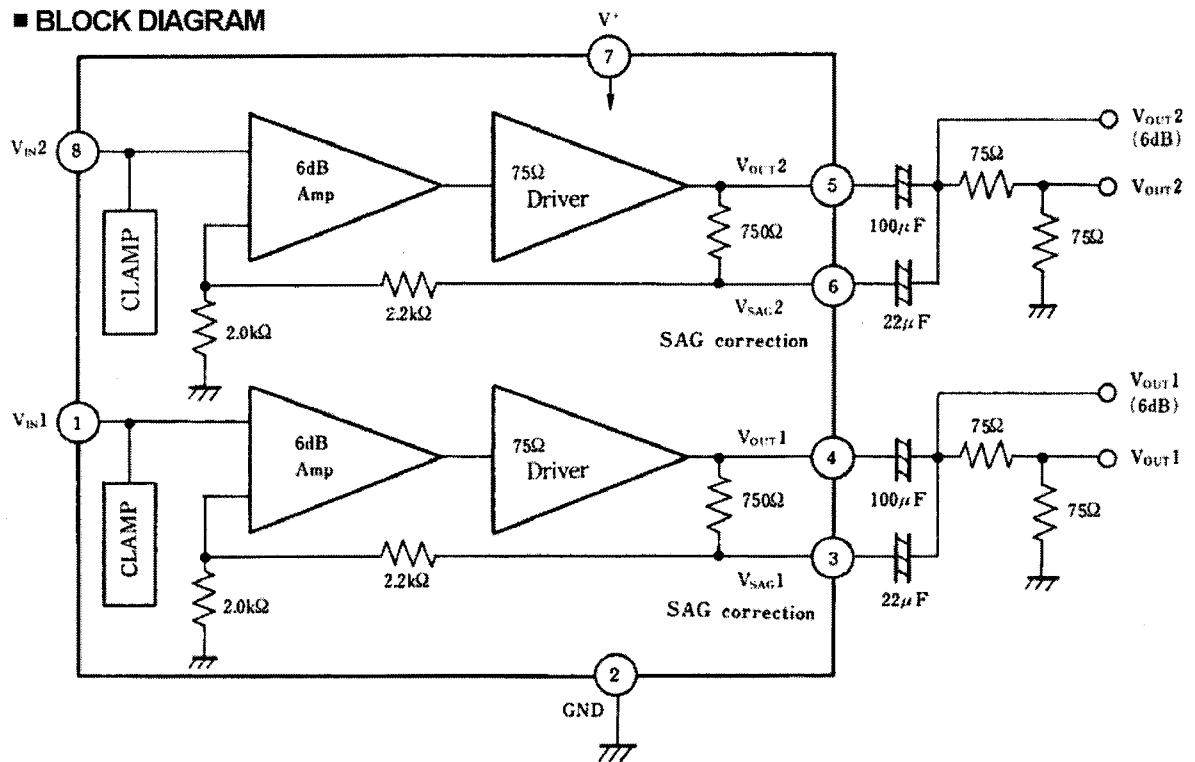 ■ BLOCK DIAGRAM
V+
7
VIN2
8
6dB
Amp
75Ω
Driver
VOUT2
5
100μF
75Ω
VOUT2
(6dB)
VOUT2
CLAMP
750Ω
75Ω
2.2kΩ
2.0kΩ
VSAG2
6
22μF
SAG correction
VIN1
1
6dB
Amp
75Ω
Driver
VOUT1
4
100μF
75Ω
VOUT1
(6dB)
VOUT1
CLAMP
750Ω
75Ω
2.2kΩ
2.0kΩ
VSAG1
3
22μF
SAG correction
2
GND